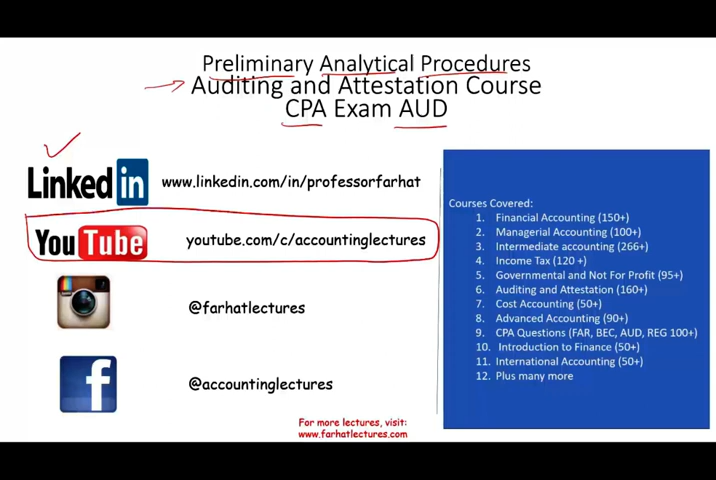 Preliminary Analytical Procedures
Auditing and Attestation Course
CPA Exam AUD
Linked in www.linkedin.com/in/professorfarhat
You Tube youtube.com/c/accountinglectures
@farhatlectures
f @accountinglectures
Courses Covered:
1. Financial Accounting (150+)
2. Managerial Accounting (100+)
3. Intermediate accounting (266+)
4. Income Tax (120 +)
5. Governmental and Not For Profit (95+)
6. Auditing and Attestation (160+)
7. Cost Accounting (50+)
8. Advanced Accounting (90+)
9. CPA Questions (FAR, BEC, AUD, REG 100+)
10. Introduction to Finance (50+)
11. International Accounting (50+)
12. Plus many more
For more lectures, visit:
www.farhatlectures.com